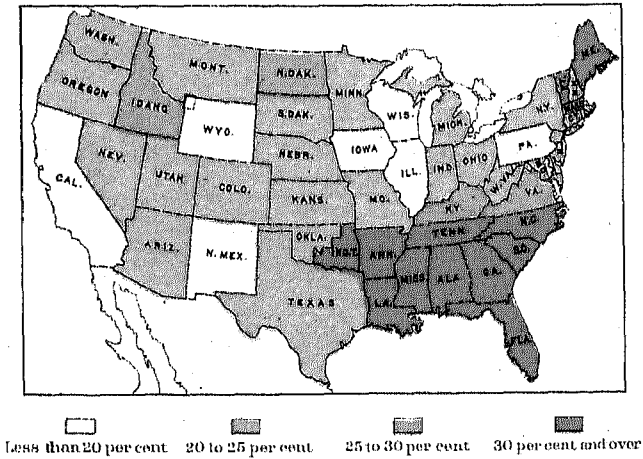 WASH.
MONT.
N.DAK.
MINN.
ME.
OREGON
IDAHO
S.DAK.
WIS.
MICH.
N.Y.
WYO.
IOWA
PA.
NEBR.
NEV.
UTAH
COLO.
ILL.
IND.
OHIO
W.VA.
VA.
CAL.
KANS.
MO.
KY.
N.C.
TENN.
OKLA.
IND.T.
ARK.
S.C.
ARIZ.
N. MEX.
MISS.
ALA.
GA.
TEXAS
LA.
FLA.
Less than 20 per cent 20 to 25 per cent 25 to 30 per cent 30 per cent and over